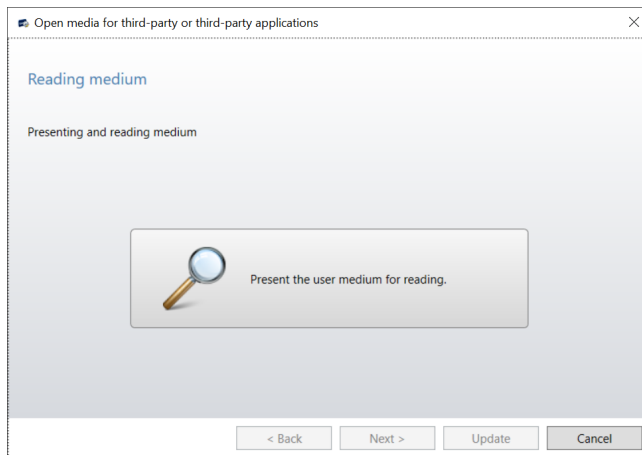 Open media for third-party or third-party applications
Reading medium
Presenting and reading medium
Present the user medium for reading.
< Back
Next >
Update
Cancel